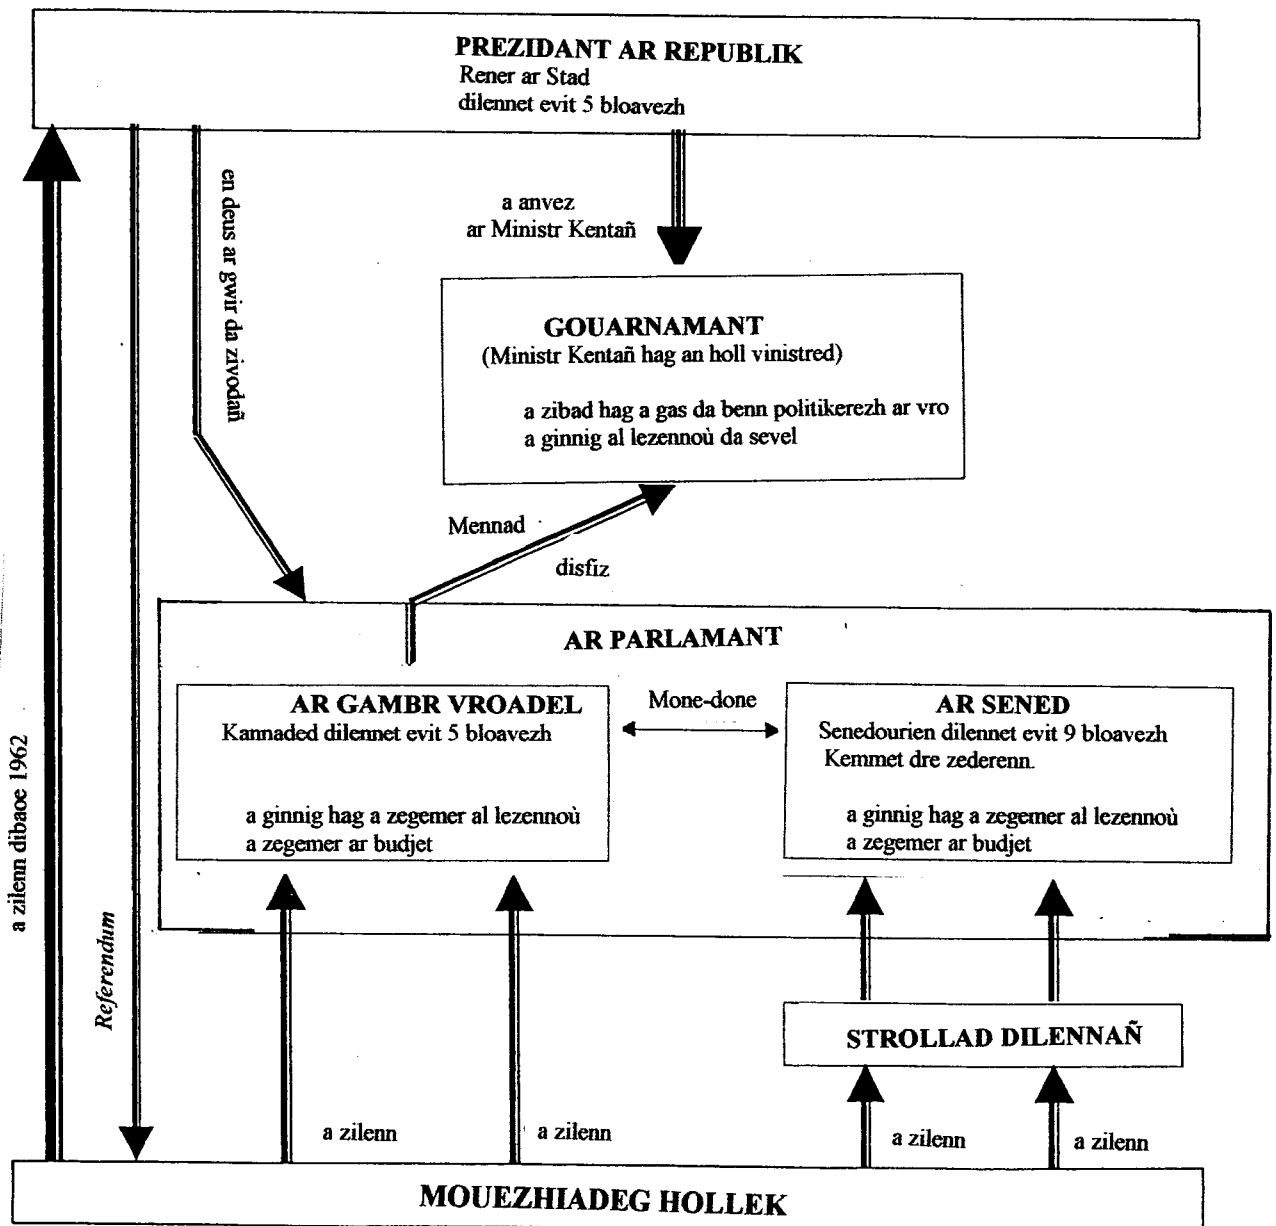 PREZIDANT AR REPUBLIK
Rener ar Stad
dilennet evit 5 bloavezh
en deus ar gwir da zivodañ
a anvez
ar Ministr Kentañ
GOUARNAMANT
(Ministr Kentañ hag an holl vinistred)
a zibad hag a gas da benn politikerezh ar vro
a ginnig al lezennoù da sevel
Mennad
disfiz
AR PARLAMANT
AR GAMBR VROADEL
Kannaded dilennet evit 5 bloavezh
a ginnig hag a zegemer al lezennoù
a zegemer ar budjet
Mone-done
AR SENED
Senedourien dilennet evit 9 bloavezh
Kemmet dre zederenn.
a ginnig hag a zegemer al lezennoù
a zegemer ar budjet
a zilenn dibaoe 1962
Referendum
STROLLAD DILENNAÑ
a zilenn
a zilenn
a zilenn
a zilenn
MOUEZHIADEG HOLLEK